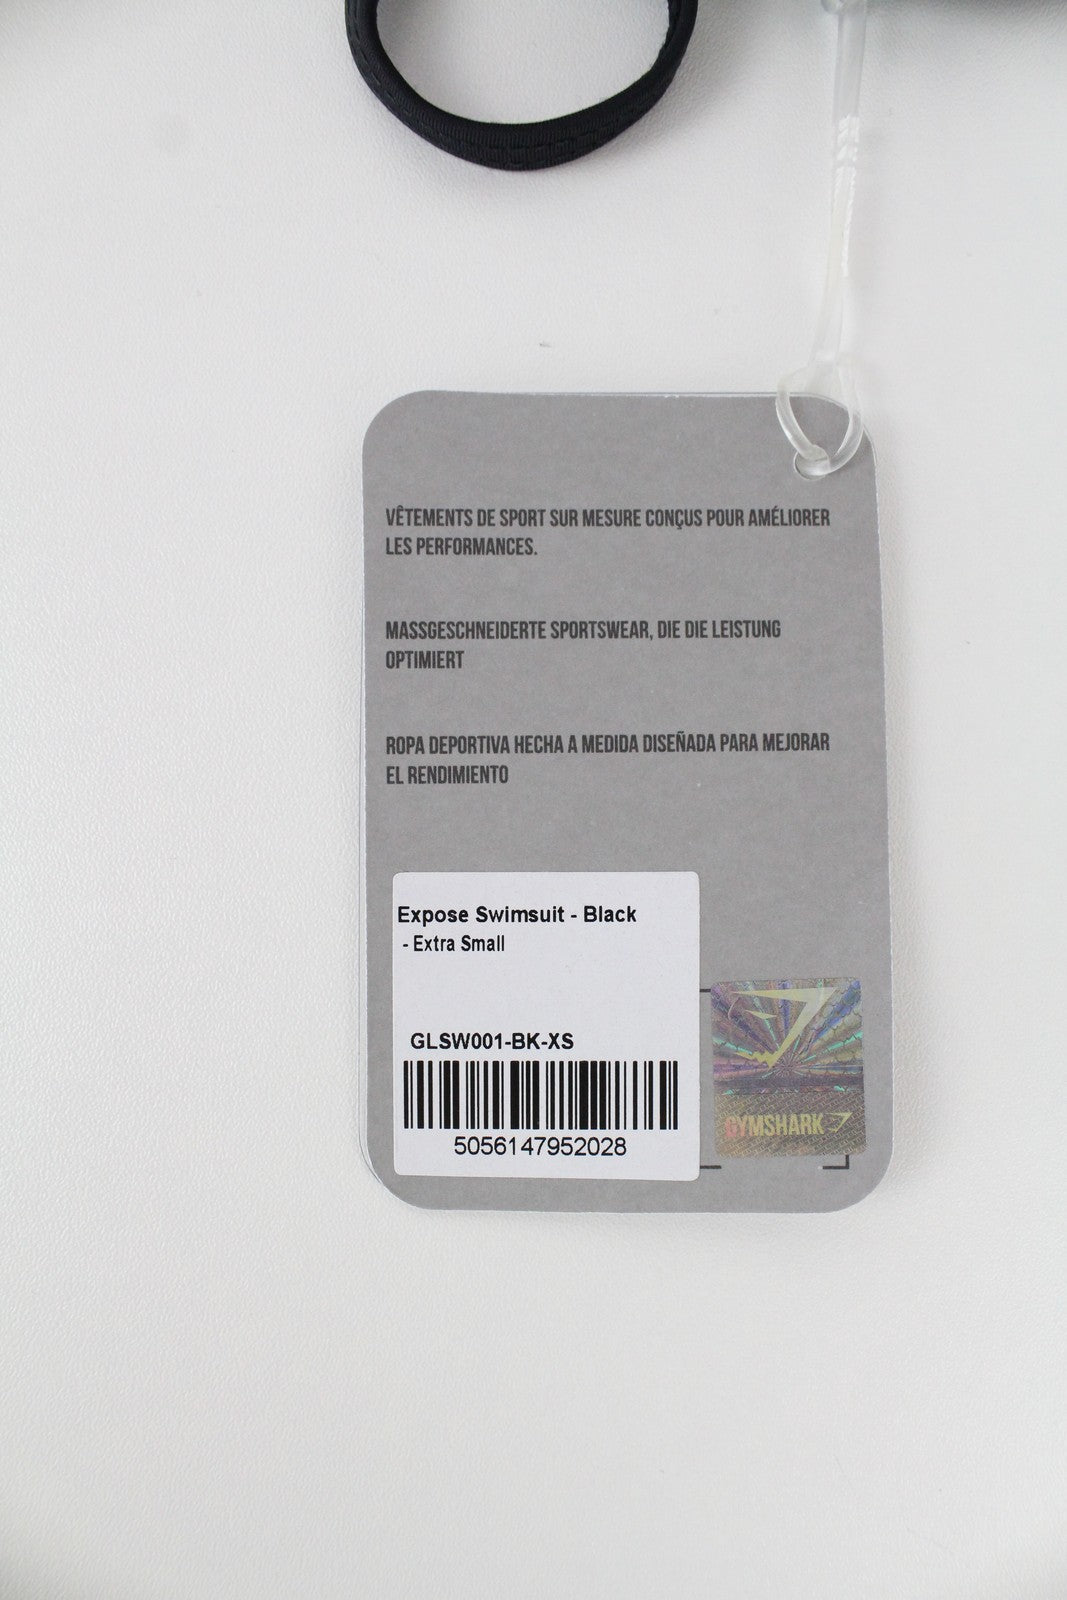 VÊTEMENTS DE SPORT SUR MESURE CONÇUS POUR AMÉLIORER
LES PERFORMANCES.
MASSGESCHNEIDERTE SPORTSWEAR, DIE DIE LEISTUNG
OPTIMIERT
ROPA DEPORTIVA HECHA A MEDIDA DISEÑADA PARA MEJORAR
EL RENDIMIENTO
Expose Swimsuit - Black
- Extra Small
GLSW001-BK-XS
5056147952028
GYMSHARK